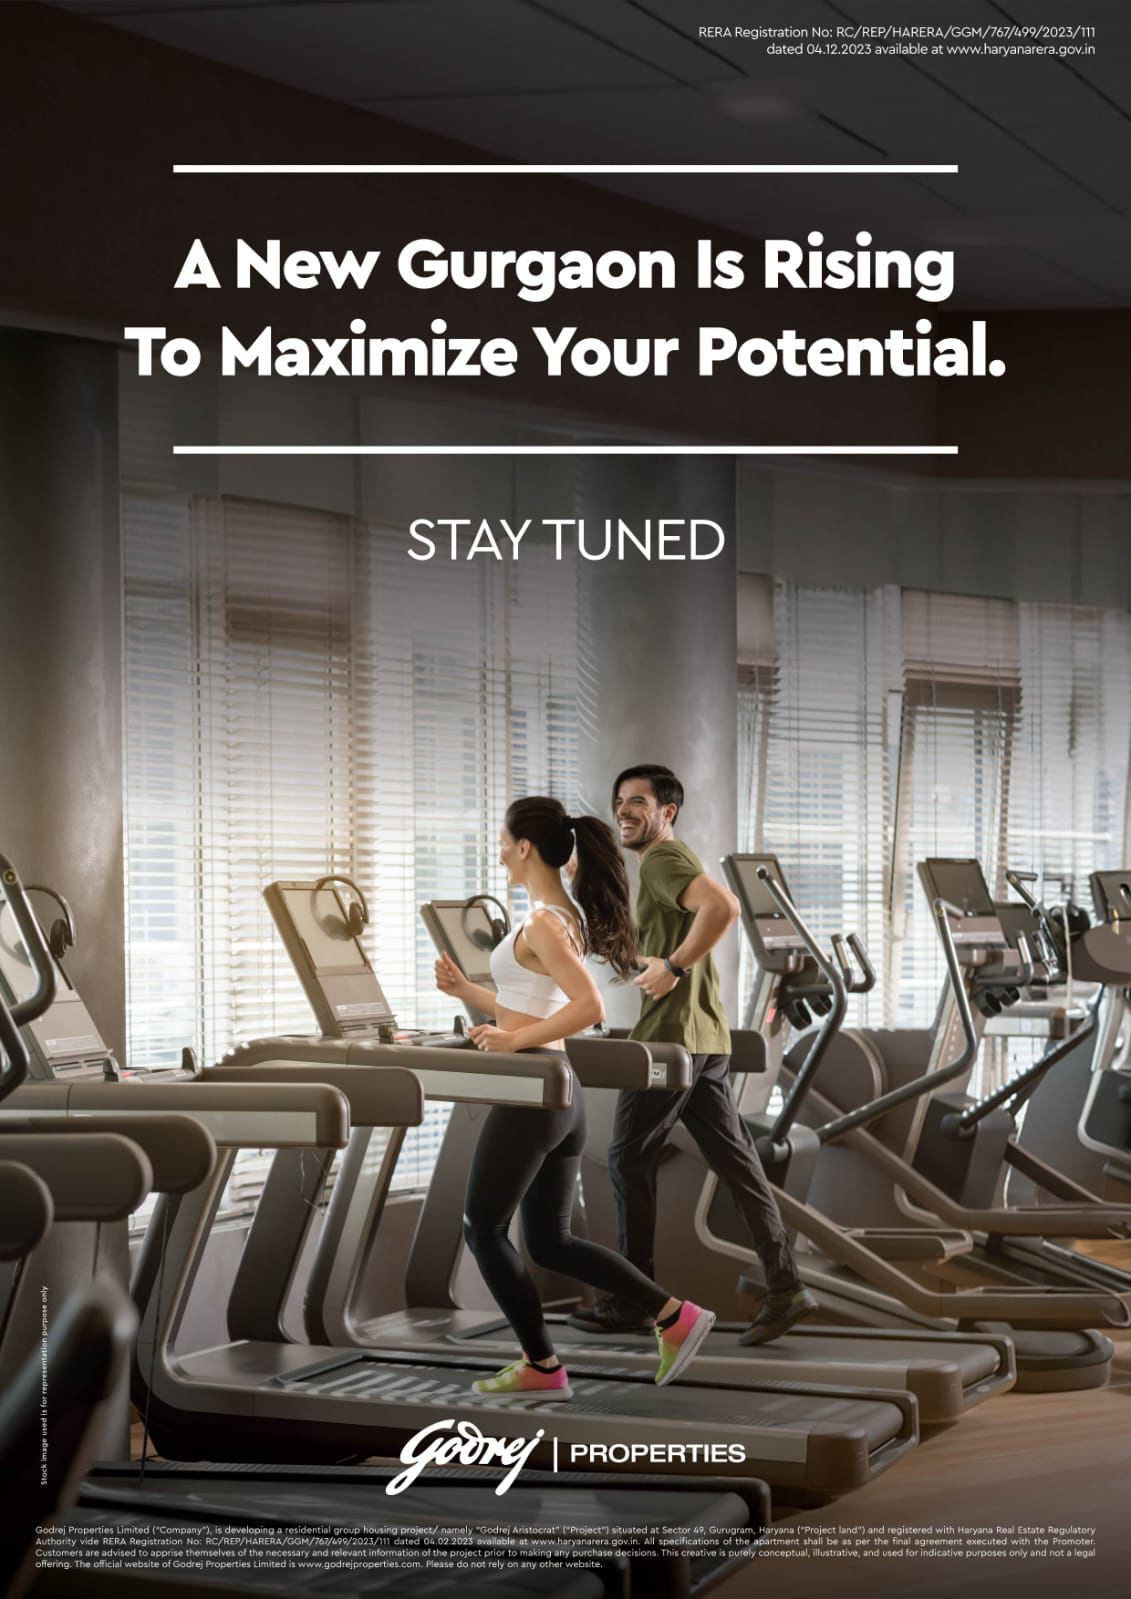 RERA Registration No: RC/REP/HARERA/GGM/767/499/2023/111
dated 04.12.2023 available at www.haryanarera.gov.in
A New Gurgaon Is Rising
To Maximize Your Potential.
STAY TUNED
Stock image used is for representation purpose only
Godrej | PROPERTIES
Godrej Properties Limited ("Company"), is developing a residential group housing project/ namely "Godrej Aristocrat" ("Project") situated at Sector 49, Gurugram, Haryana ("Project land") and registered with Haryana Real Estate Regulatory
Authority vide RERA Registration No: RC/REP/HARERA/GGM/767/499/2023/111 dated 04.02.2023 available at www.haryanarera.gov.in. All specifications of the apartment shall be as per the final agreement executed with the Promoter.
Customers are advised to apprise themselves of the necessary and relevant information of the project prior to making any purchase decisions. This creative is purely conceptual, illustrative, and used for indicative purposes only and not a legal
offering. The official website of Godrej Properties Limited is www.godrejproperties.com. Please do not rely on any other website.